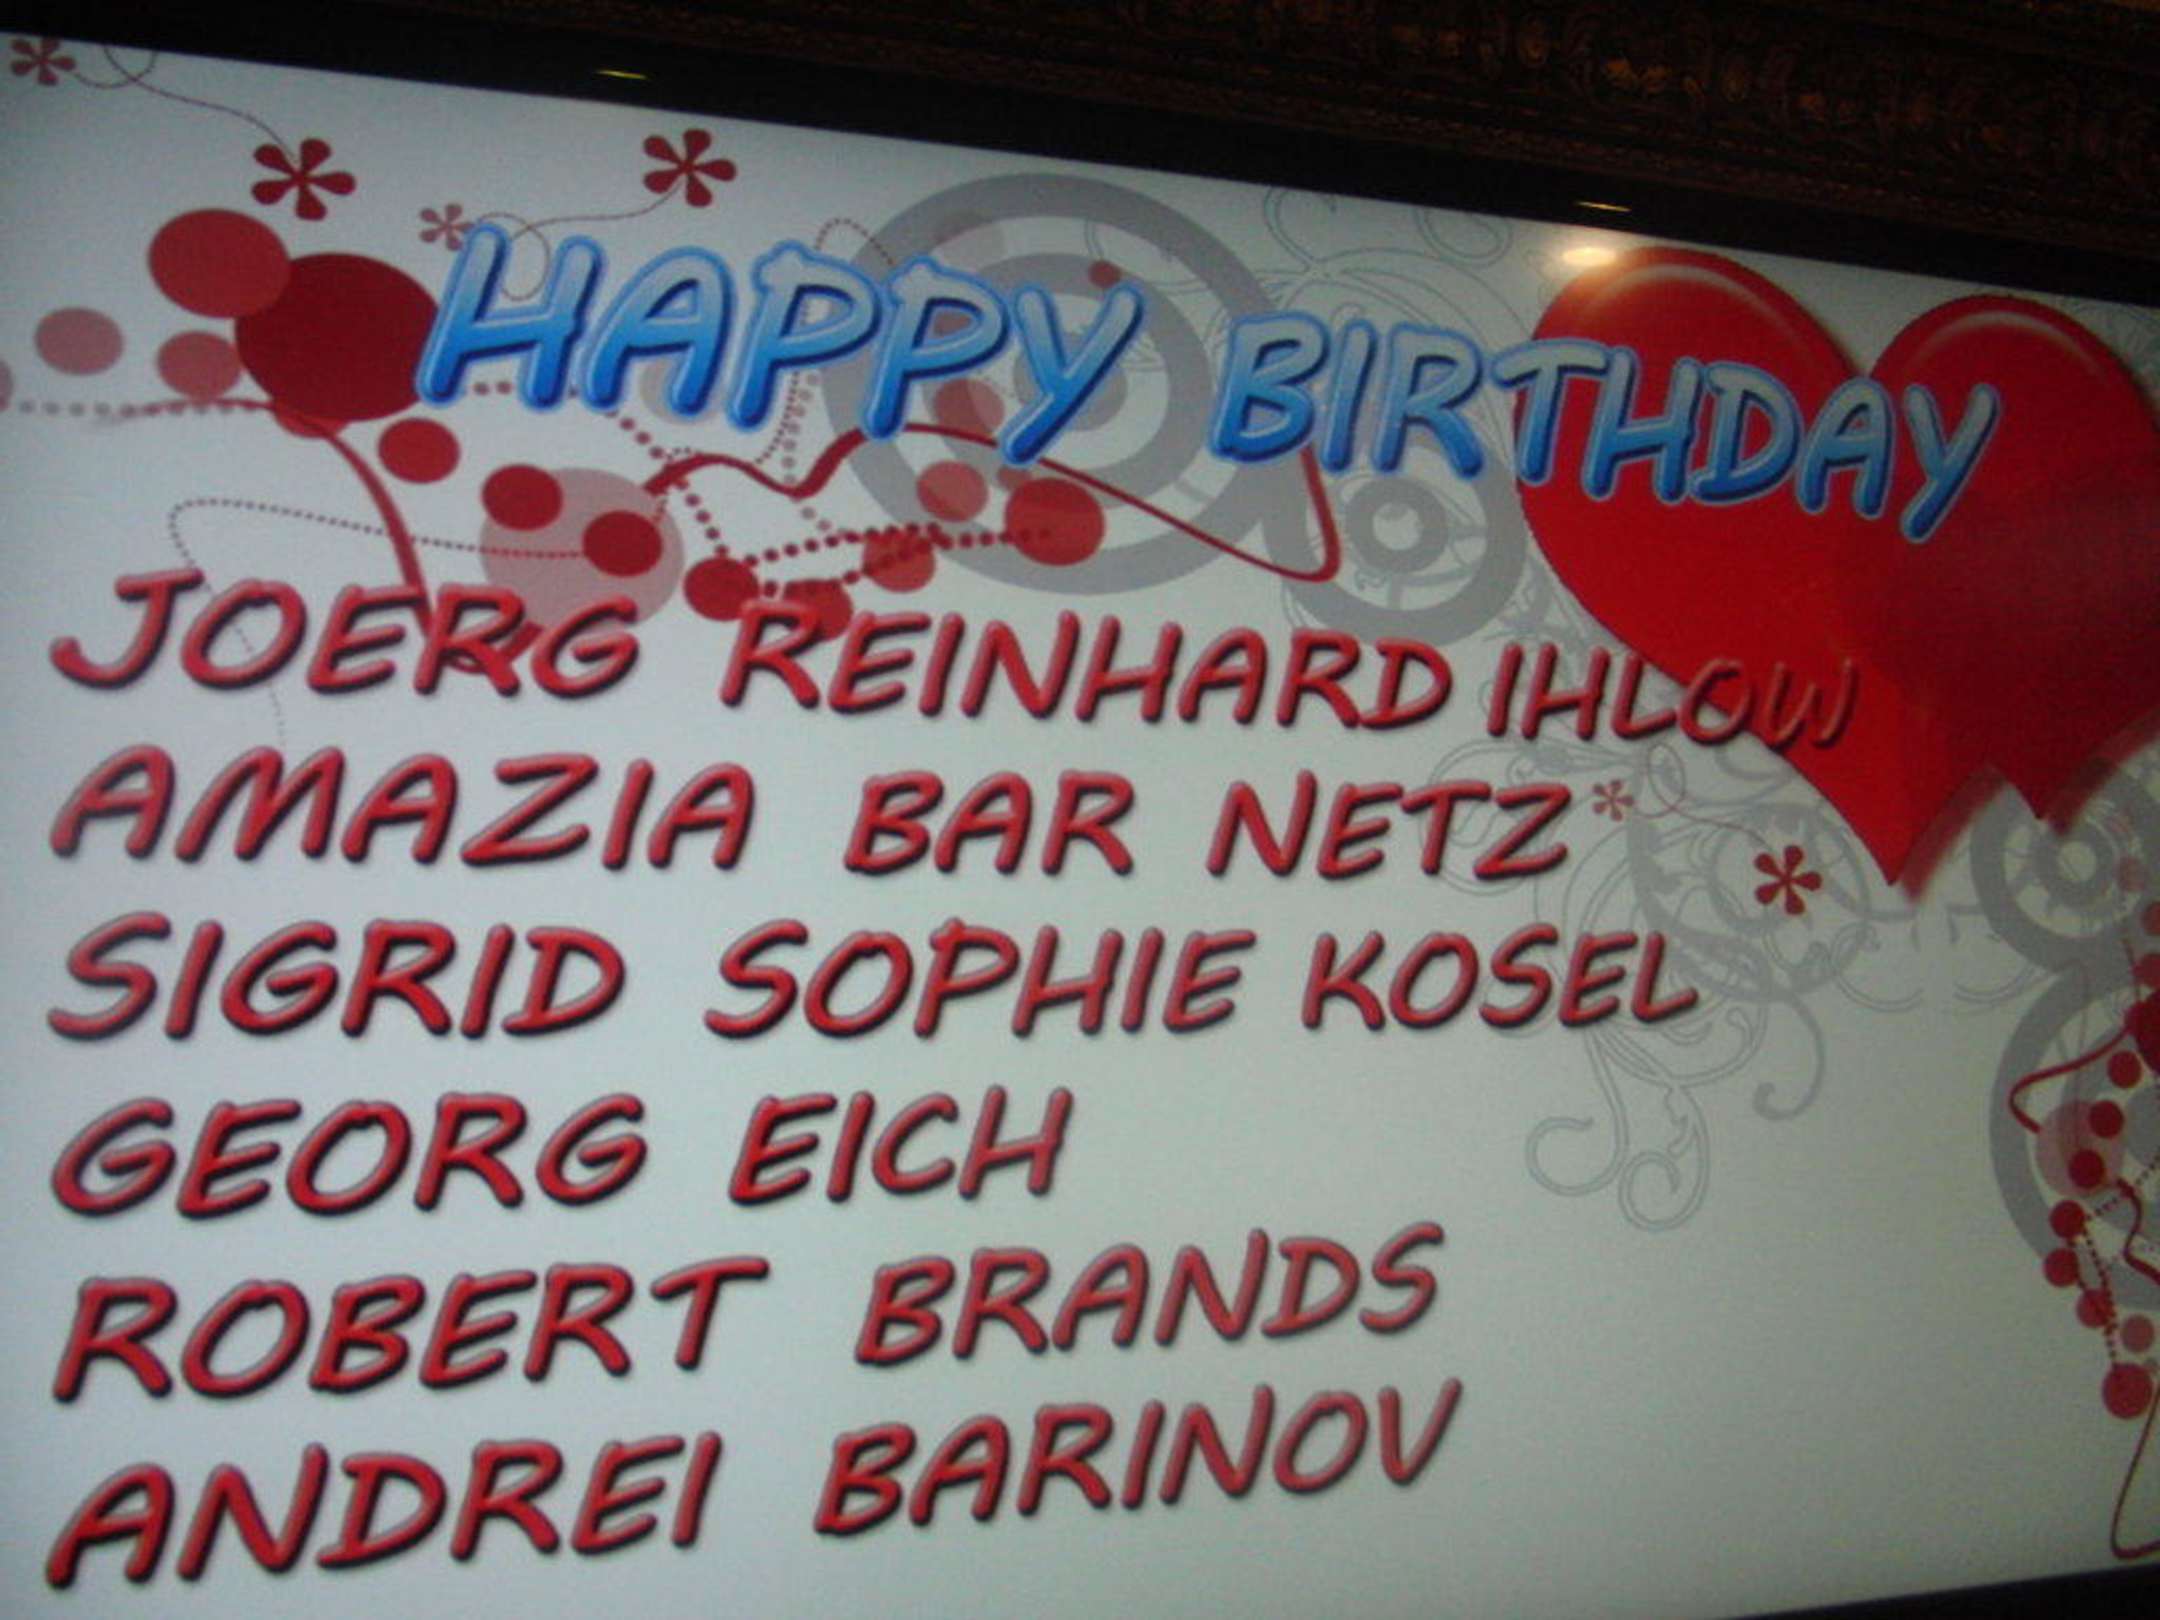 HAPPY BIRTHDAY
JOERG REINHARD IHLOW
AMAZIA BAR NETZ
SIGRID SOPHIE KOSEL
GEORG EICH
ROBERT BRANDS
ANDREI BARINOV